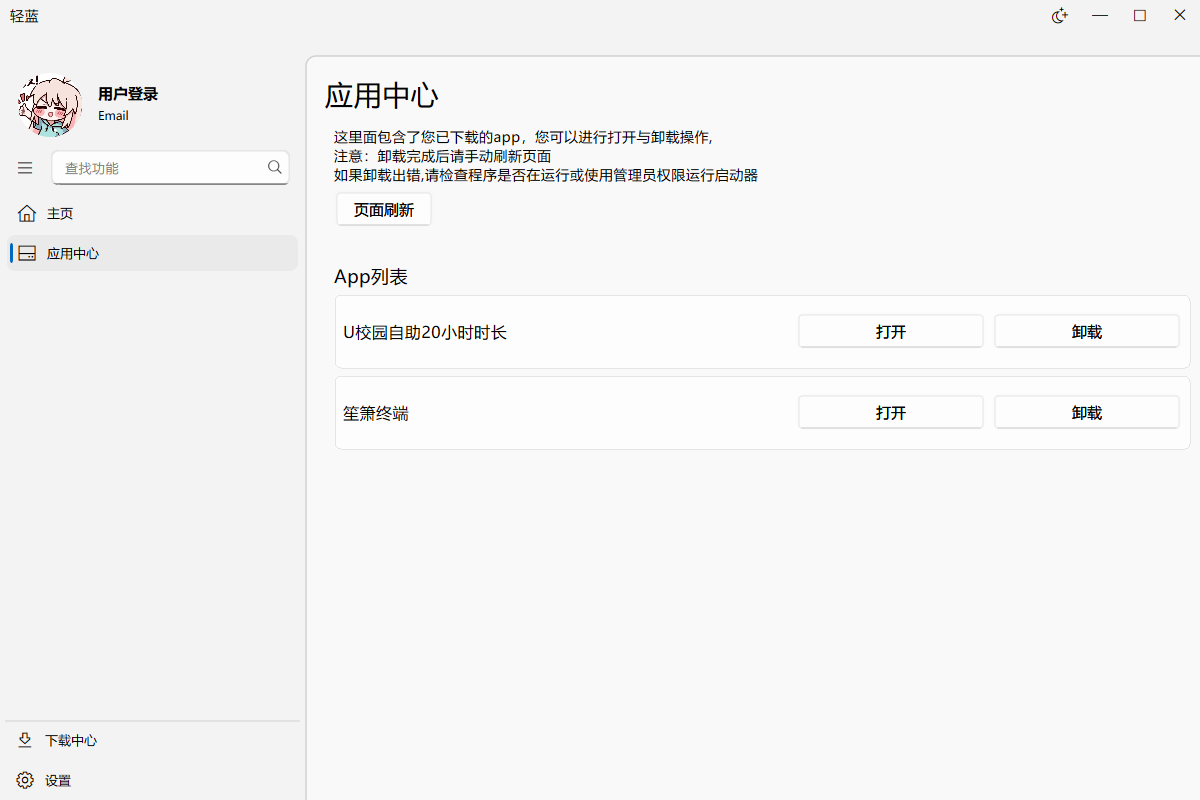 轻蓝
用户登录
Email
查找功能
主页
应用中心
下载中心
设置
应用中心
这里面包含了您已下载的app，您可以进行打开与卸载操作,
注意：卸载完成后请手动刷新页面
如果卸载出错,请检查程序是否在运行或使用管理员权限运行启动器
页面刷新
App列表
U校园自助20小时时长
打开
卸载
笙箫终端
打开
卸载